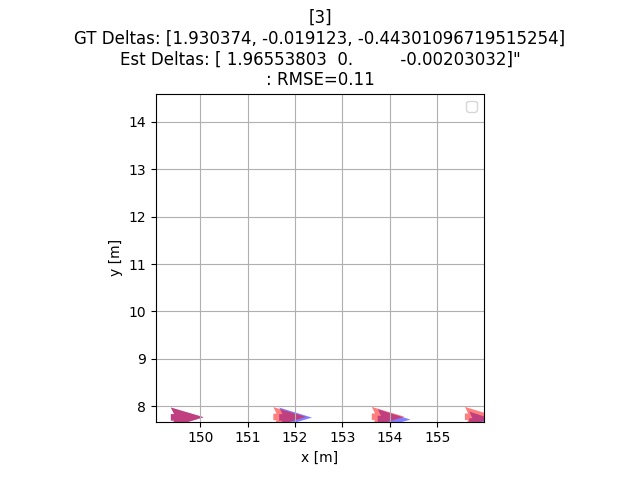 [3]
GT Deltas: [1.930374, -0.019123, -0.44301096719515254]
Est Deltas: [ 1.96553803 0. -0.00203032]"
: RMSE=0.11
14
13
12
11
10
9
8
y [m]
150 151 152 153 154 155
x [m]